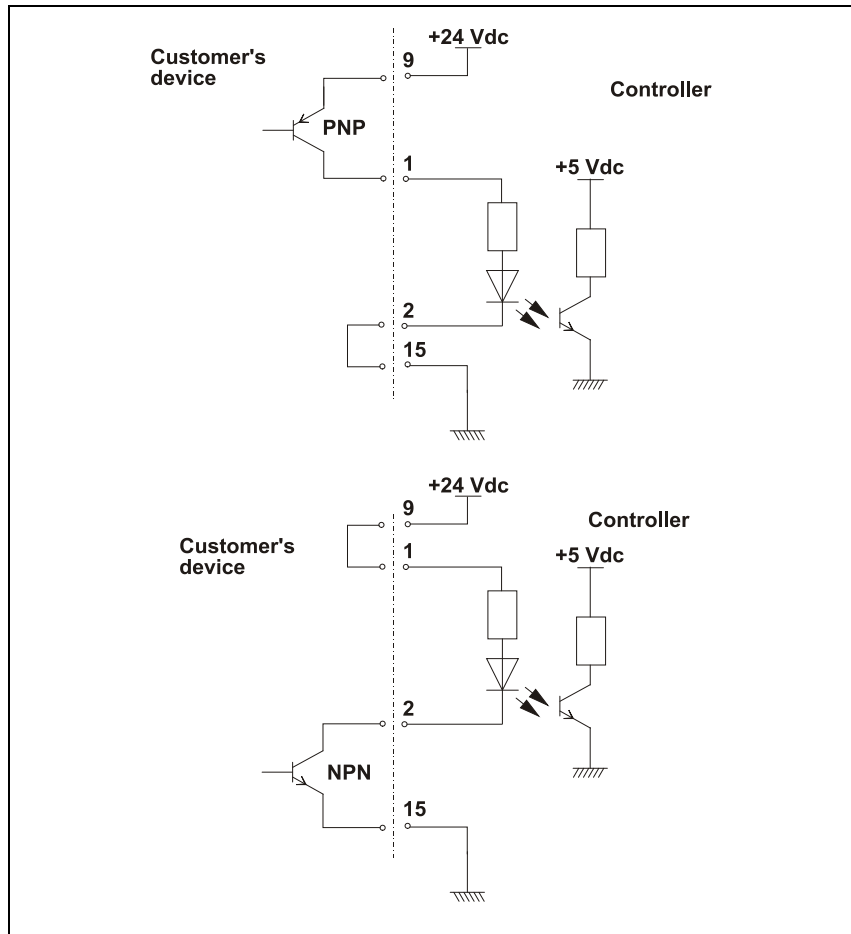 +24 Vdc
Customer's
device
9
Controller
PNP
1
+5 Vdc
2
15
+24 Vdc
9
Controller
Customer's
device
1
+5 Vdc
2
NPN
15